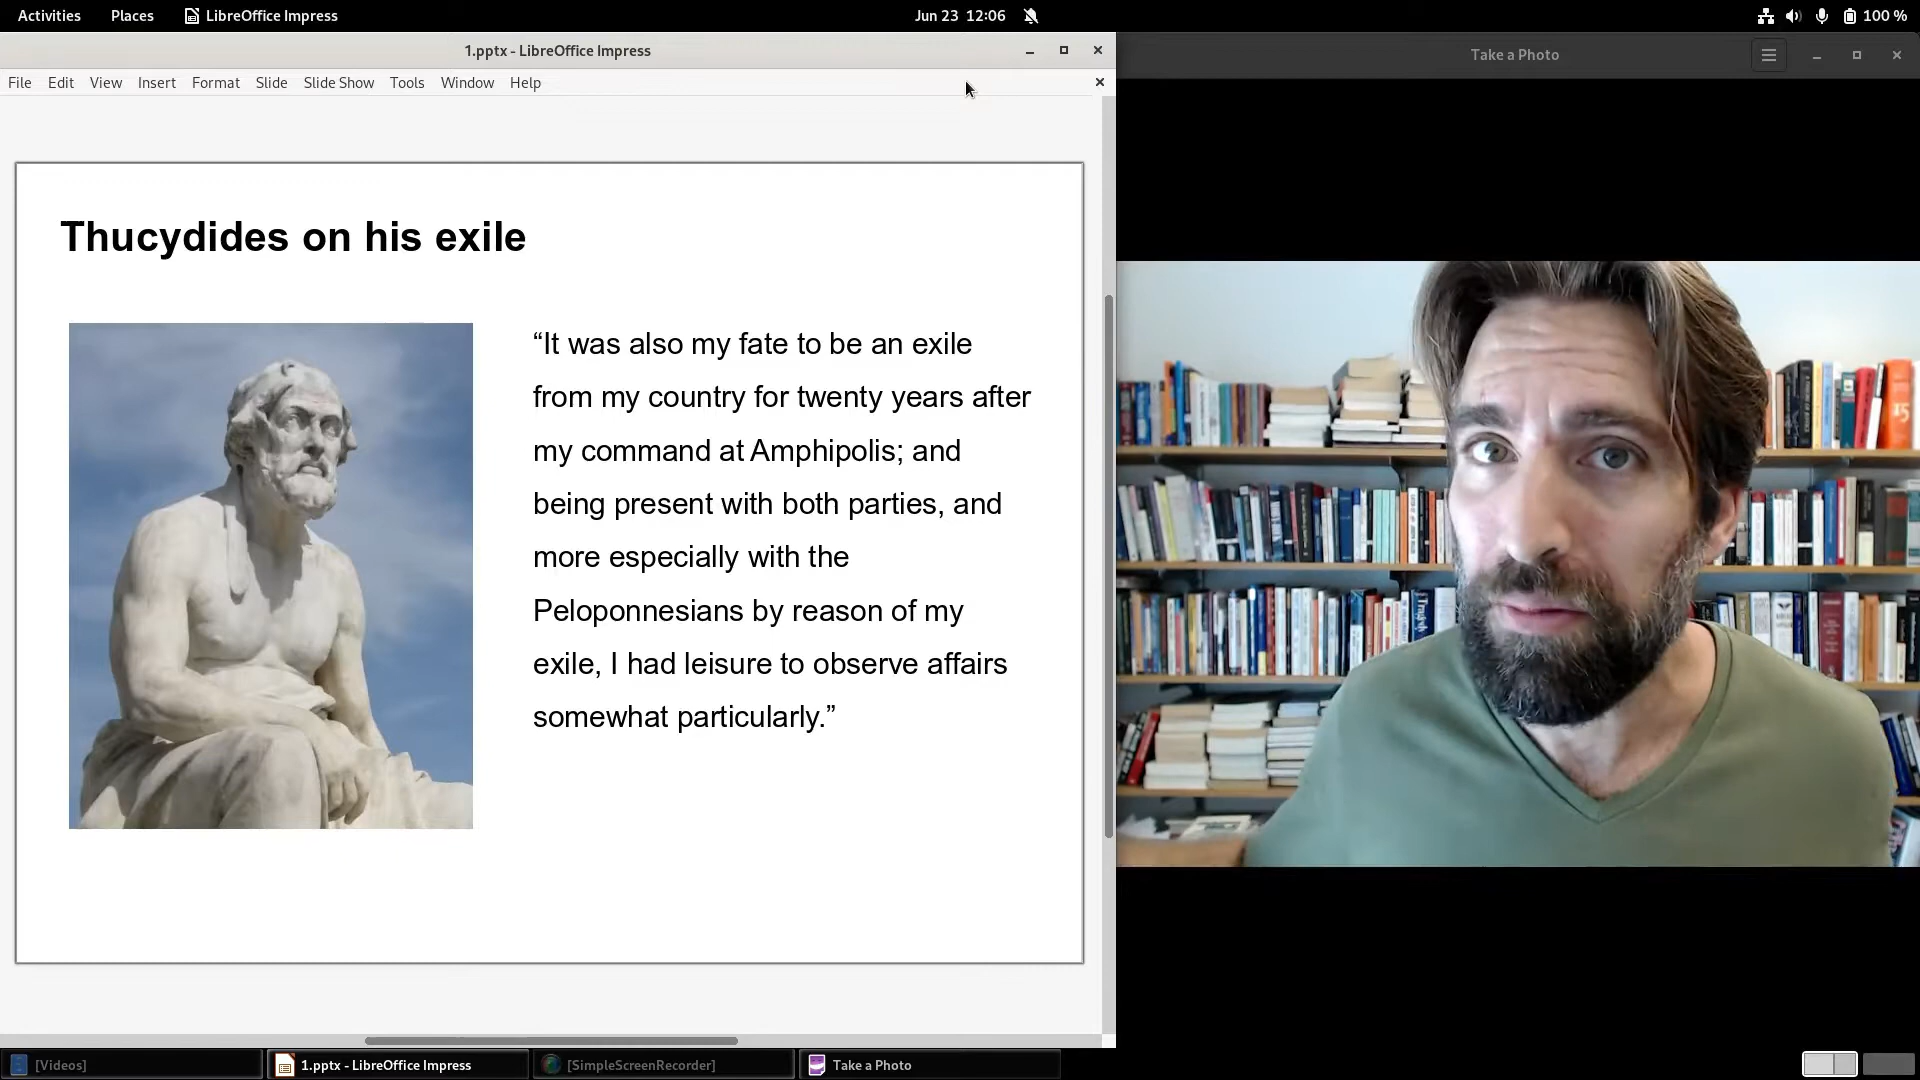 Activities Places LibreOffice Impress Jun 23 12:06 100 %
1.pptx - LibreOffice Impress
File Edit View Insert Format Slide Slide Show Tools Window Help
Thucydides on his exile
“It was also my fate to be an exile
from my country for twenty years after
my command at Amphipolis; and
being present with both parties, and
more especially with the
Peloponnesians by reason of my
exile, I had leisure to observe affairs
somewhat particularly.”
Take a Photo
15
[Videos] 1.pptx - LibreOffice Impress [SimpleScreenRecorder] Take a Photo